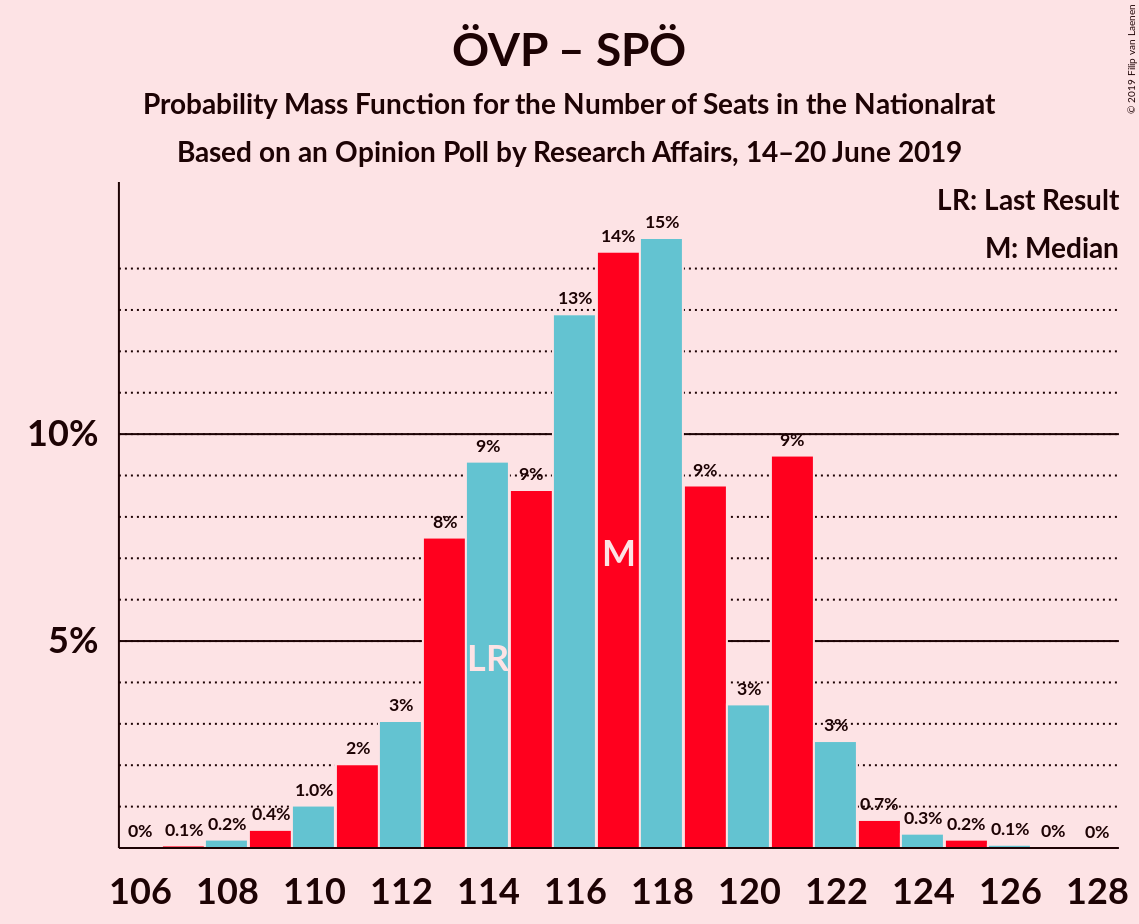 ÖVP – SPÖ
Probability Mass Function for the Number of Seats in the Nationalrat
Based on an Opinion Poll by Research Affairs, 14–20 June 2019
© 2019 Filip van Laenen
LR: Last Result
M: Median
10%
5%
0%
0.1%
0.2%
0.4%
1.0%
2%
3%
8%
9%
9%
13%
14%
15%
9%
3%
9%
3%
0.7%
0.3%
0.2%
0.1%
0%
0%
LR
M
106 108 110 112 114 116 118 120 122 124 126 128